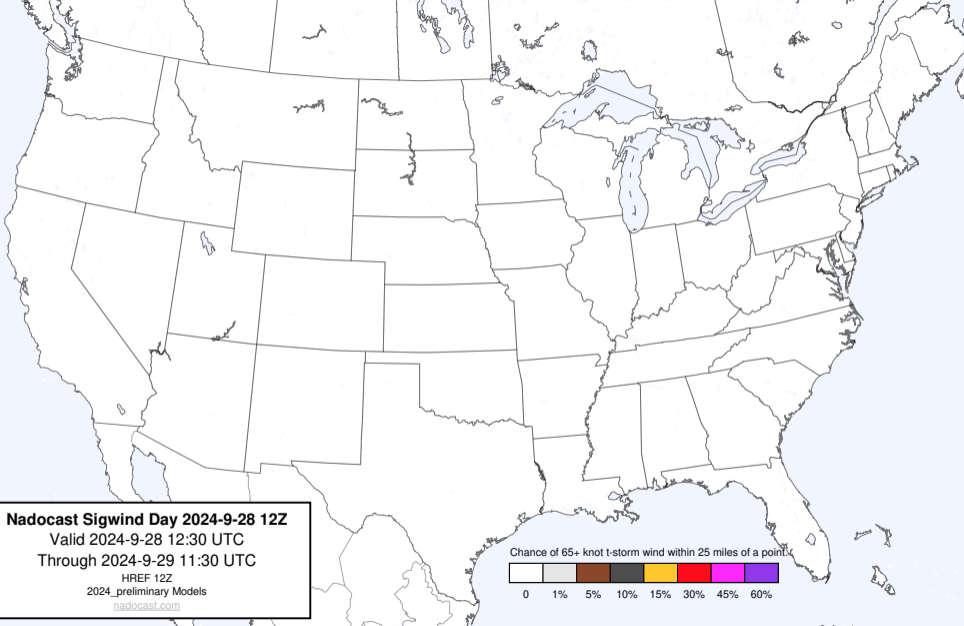 Nadocast Sigwind Day 2024-9-28 12Z
Valid 2024-9-28 12:30 UTC
Through 2024-9-29 11:30 UTC
HREF 12Z
2024_preliminary Models
nadocast.com
Chance of 65+ knot t-storm wind within 25 miles of a point.
0 1% 5% 10% 15% 30% 45% 60%